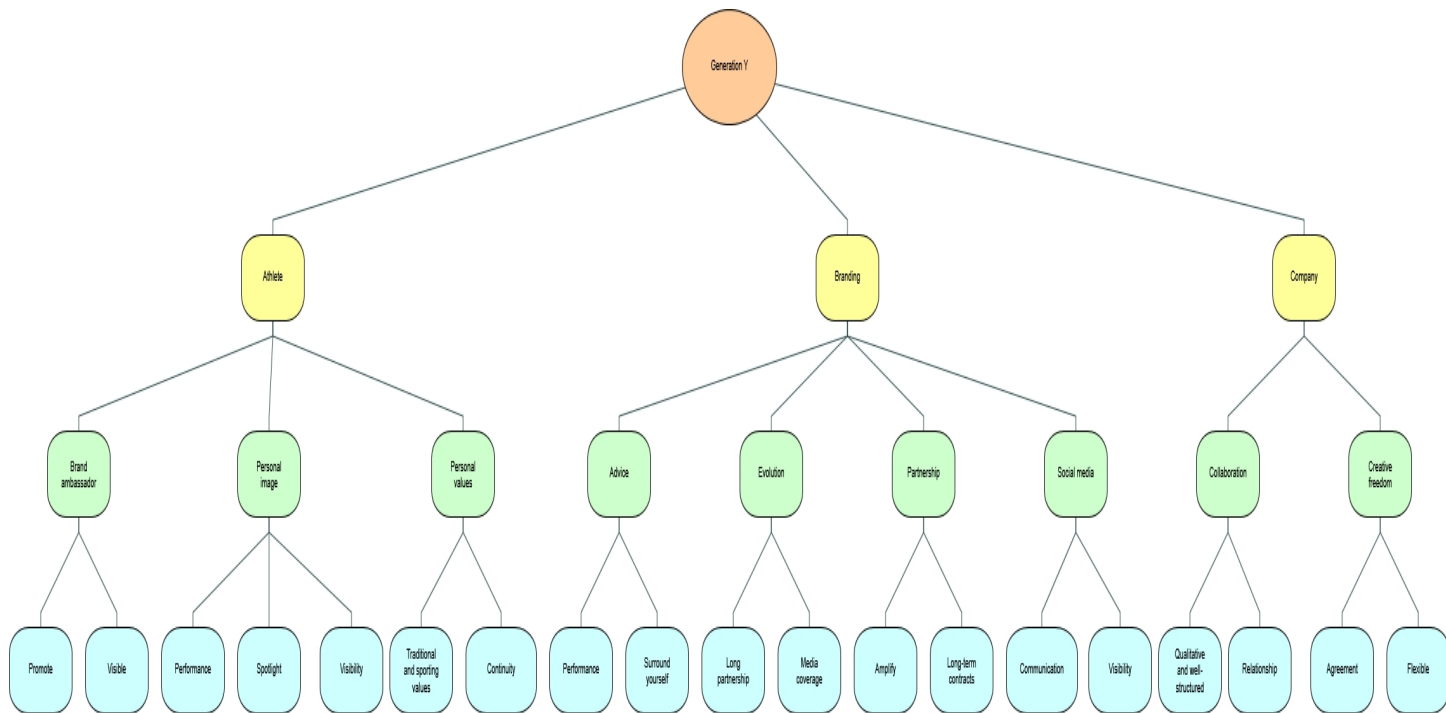 Generation Y
Athlete
Branding
Company
Brand
ambassador
Personal
image
Personal
values
Advice
Evolution
Partnership
Social media
Collaboration
Creative
freedom
Promote
Visible
Performance
Spotlight
Visibility
Traditional
and sporting
values
Continuity
Performance
Surround
yourself
Long
partnership
Media
coverage
Amplify
Long-term
contracts
Communication
Visibility
Qualitative
and well-
structured
Relationship
Agreement
Flexible